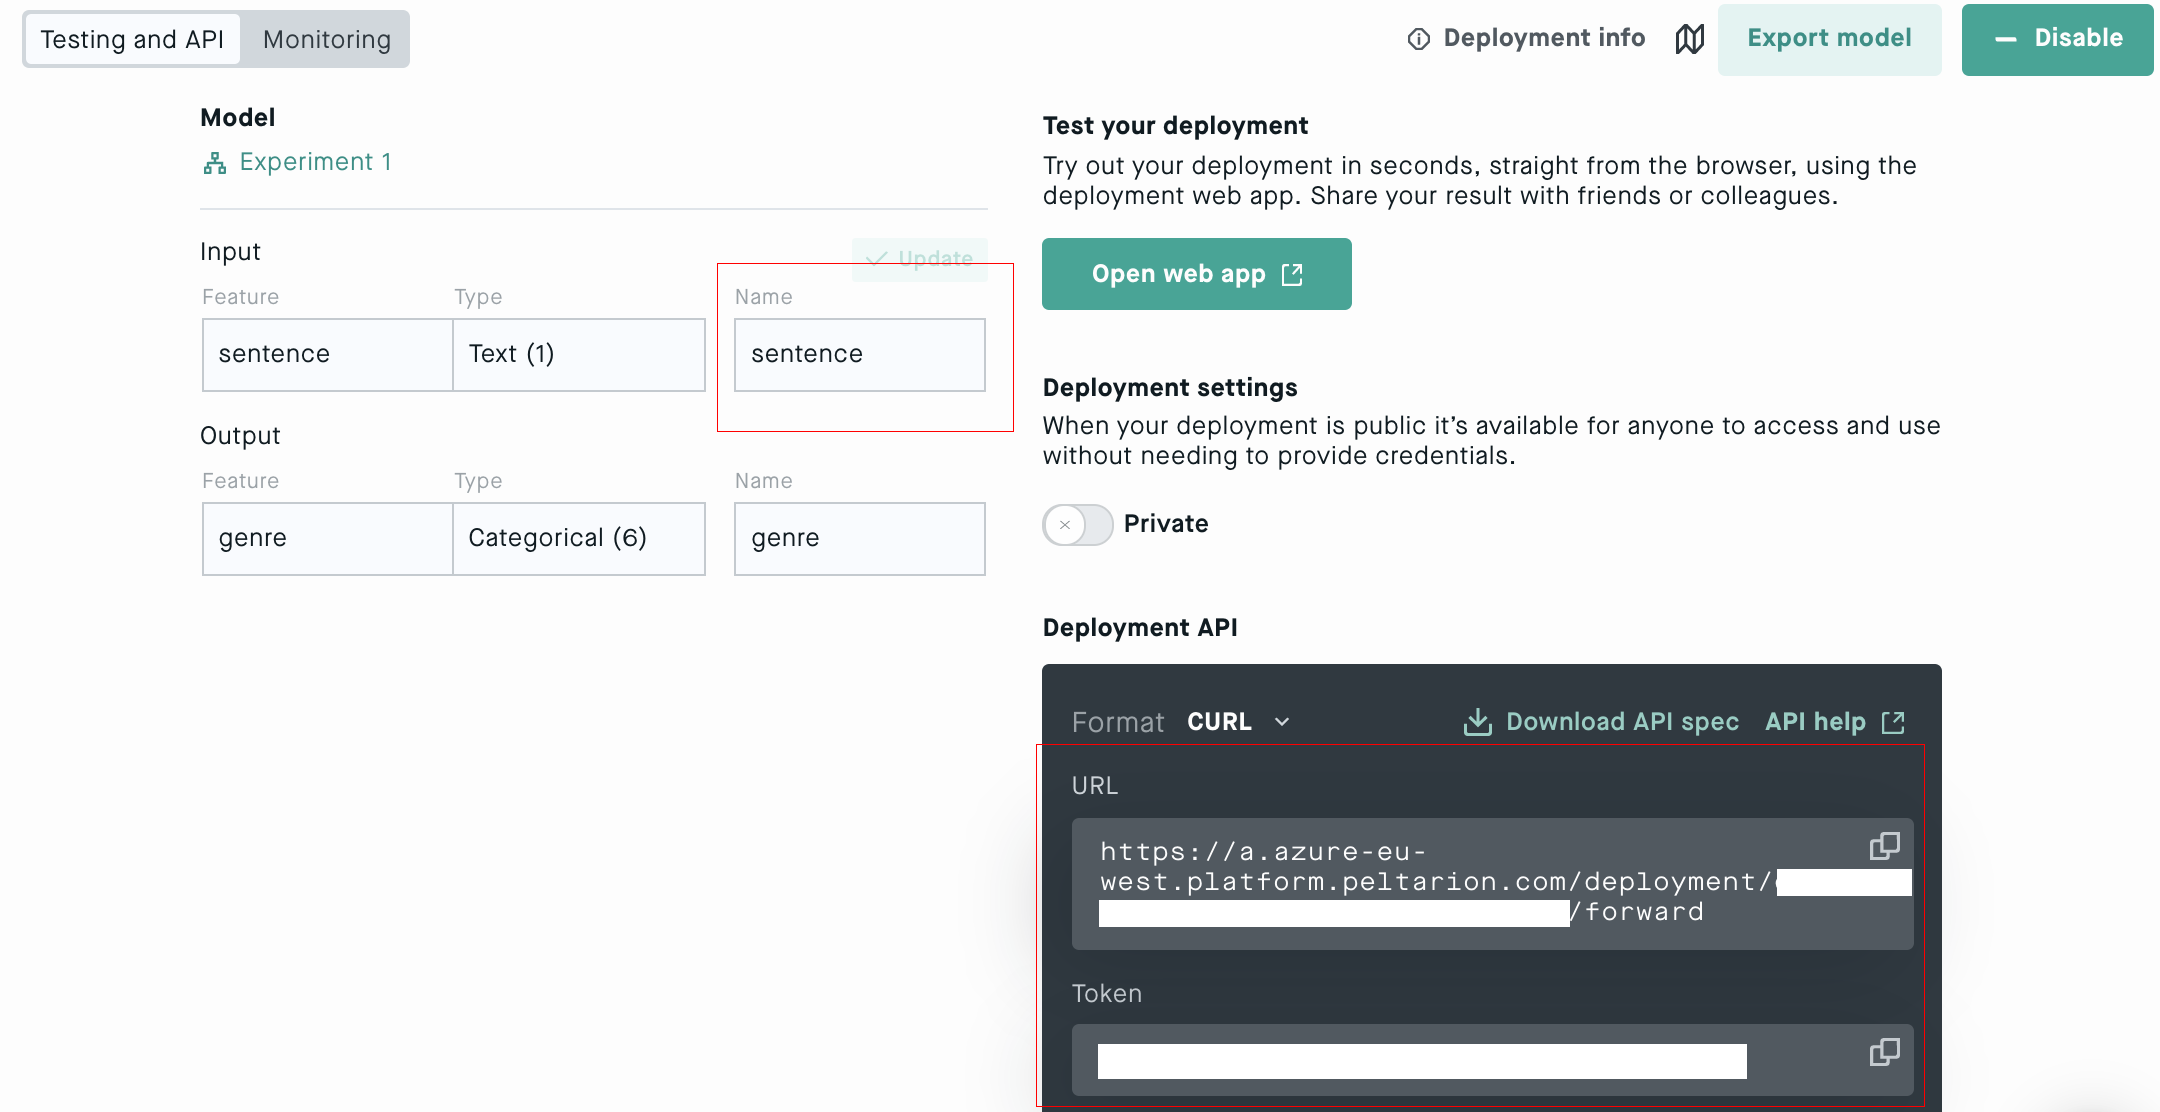 Testing and API
Monitoring
Deployment info
Export model
Disable
Model
Experiment 1
Input
Update
Feature
Type
Name
sentence
Text (1)
sentence
Output
Feature
Type
Name
genre
Categorical (6)
genre
Test your deployment
Try out your deployment in seconds, straight from the browser, using the
deployment web app. Share your result with friends or colleagues.
Open web app
Deployment settings
When your deployment is public it's available for anyone to access and use
without needing to provide credentials.
Private
Deployment API
Format CURL
Download API spec
API help
URL
https://a.azure-eu-
west.platform.peltarion.com/deployment/
/forward
Token